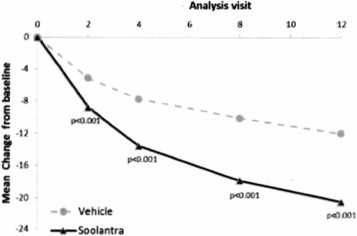 Analysis visit
0 2 4 6 8 10 12
0
-4
-8
-12
-16
-20
-24
Mean Change from baseline
p<0.001
p<0.001
p<0.001
p<0.001
Vehicle
Soolantra